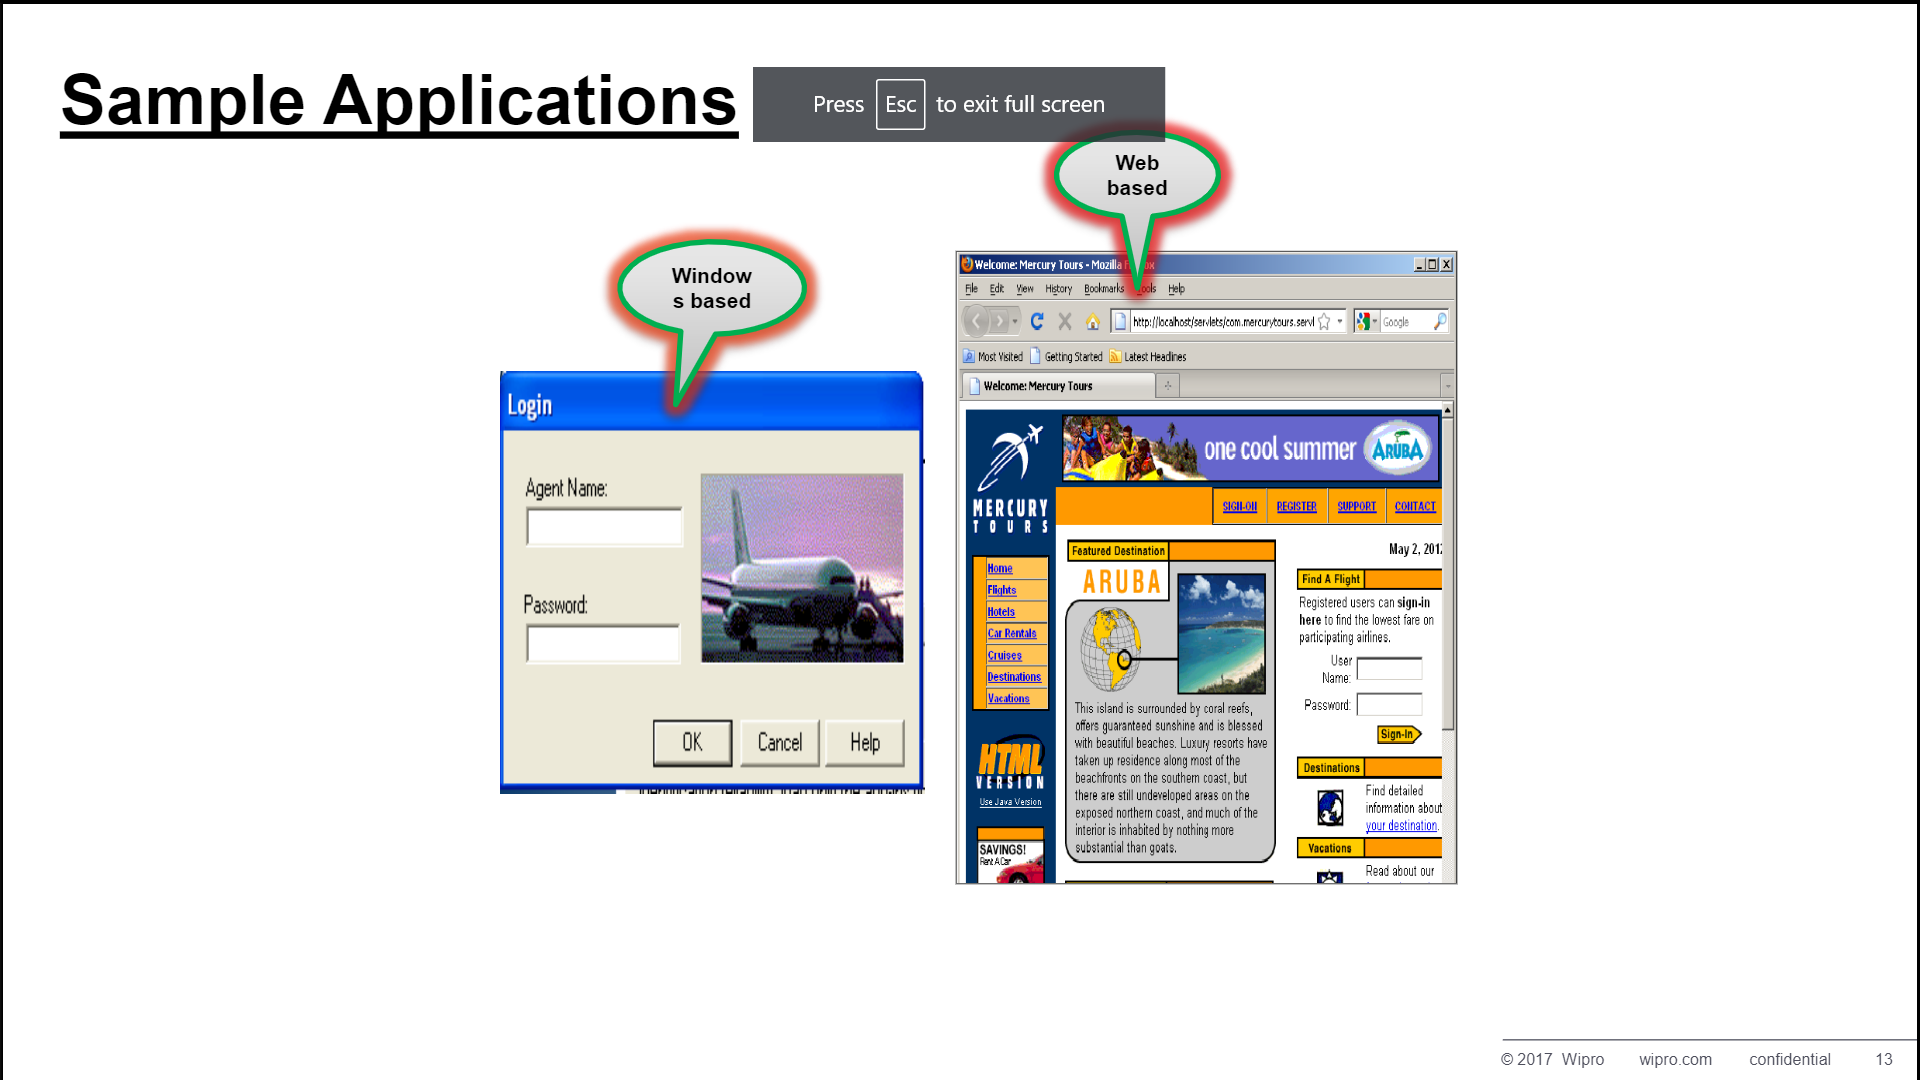 Sample Applications
Press Esc to exit full screen
Web
based
Window
s based
Login
Agent Name:
Password:
OK Cancel Help
Welcome: Mercury Tours - Mozilla
File Edit View History Bookmarks Help
http://localhost/servlets/com.mercurytours.servl
Google
Most Visited Getting Started Latest Headlines
Welcome: Mercury Tours
MERCURY
TOURS
one cool summer ARUBA
SIGN-ON REGISTER SUPPORT CONTACT
Home
Flights
Hotels
Car Rentals
Cruises
Destinations
Vacations
HTML
VERSION
Use Java Version
SAVINGS!
Rent A Car
Featured Destination
ARUBA
This island is surrounded by coral reefs,
offers guaranteed sunshine and is blessed
with beautiful beaches. Luxury resorts have
taken up residence along most of the
beachfronts on the southern coast, but
there are still undeveloped areas on the
exposed northern coast, and much of the
interior is inhabited by nothing more
substantial than goats.
May 2, 2012
Find A Flight
Registered users can sign-in
here to find the lowest fare on
participating airlines.
User
Name:
Password:
Sign-In
Destinations
Find detailed
information about
your destination.
Vacations
Read about our
© 2017 Wipro wipro.com confidential 13